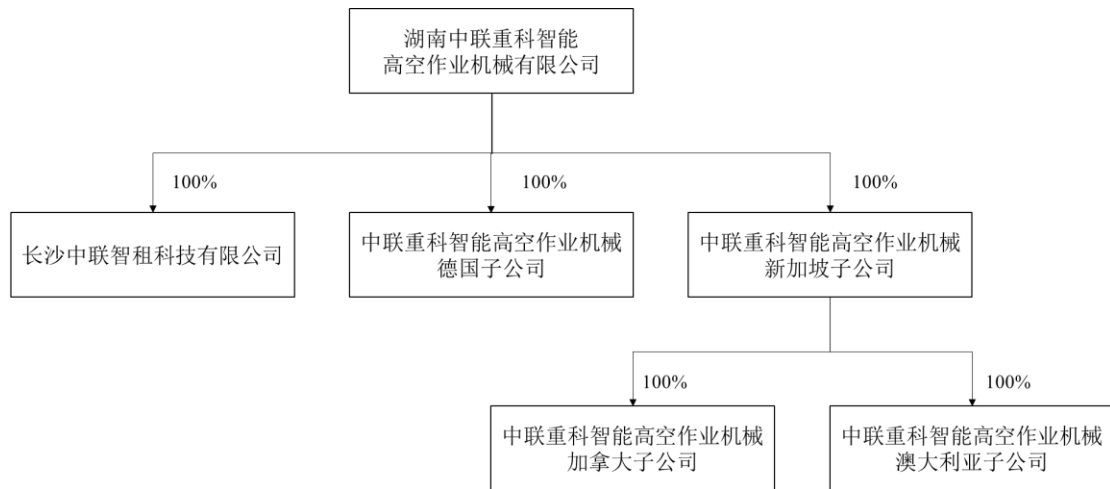 湖南中联重科智能
高空作业机械有限公司
100%
100%
100%
长沙中联智租科技有限公司
中联重科智能高空作业机械
德国子公司
中联重科智能高空作业机械
新加坡子公司
100%
100%
中联重科智能高空作业机械
加拿大子公司
中联重科智能高空作业机械
澳大利亚子公司